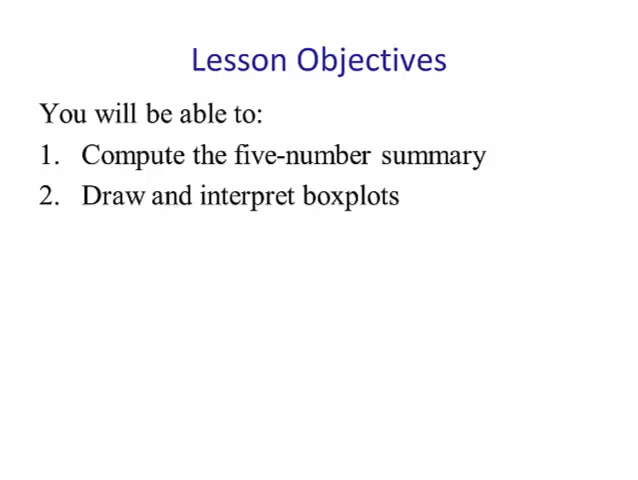 Lesson Objectives
You will be able to:
1. Compute the five-number summary
2. Draw and interpret boxplots